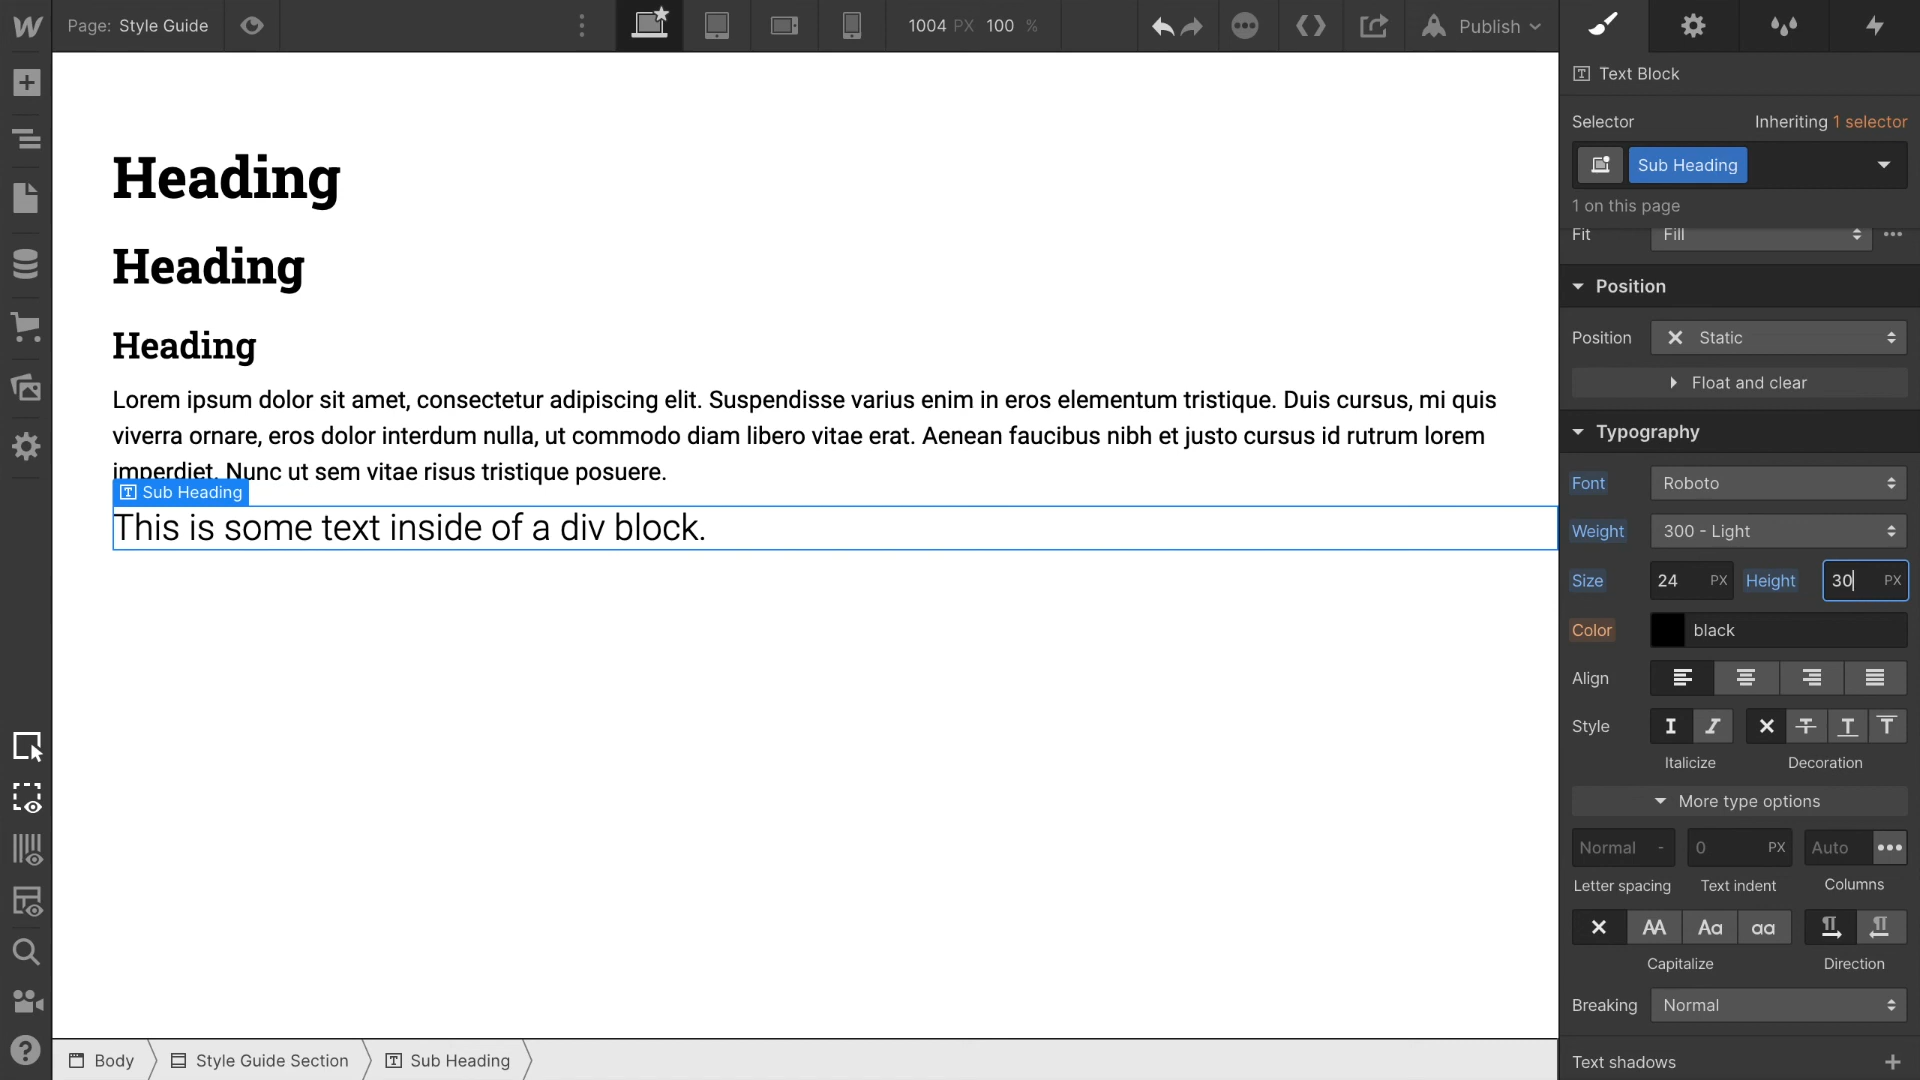 Page: Style Guide
1004 PX 100 %
Publish
Text Block
Selector Inheriting 1 selector
Sub Heading
1 on this page
Fit Fill
Position
Position Static
Float and clear
Typography
Font Roboto
Weight 300 - Light
Size 24 PX Height 30 PX
Color black
Align
Style
Italicize Decoration
More type options
Normal - 0 PX Auto
Letter spacing Text indent Columns
AA Aa aa
Capitalize Direction
Breaking Normal
Text shadows
Heading
Heading
Heading
Lorem ipsum dolor sit amet, consectetur adipiscing elit. Suspendisse varius enim in eros elementum tristique. Duis cursus, mi quis
viverra ornare, eros dolor interdum nulla, ut commodo diam libero vitae erat. Aenean faucibus nibh et justo cursus id rutrum lorem
imperdiet. Nunc ut sem vitae risus tristique posuere.
Sub Heading
This is some text inside of a div block.
Body Style Guide Section Sub Heading